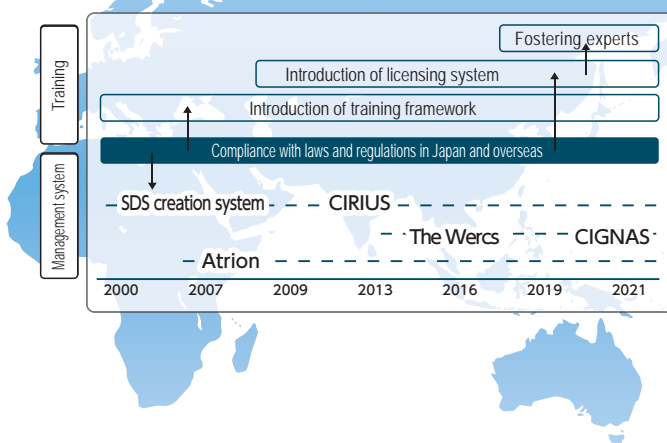 Training
Fostering experts
Introduction of licensing system
Introduction of training framework
Management system
Compliance with laws and regulations in Japan and overseas
SDS creation system
CIRIUS
The Wercs
CIGNAS
Atrion
2000
2007
2009
2013
2016
2019
2021